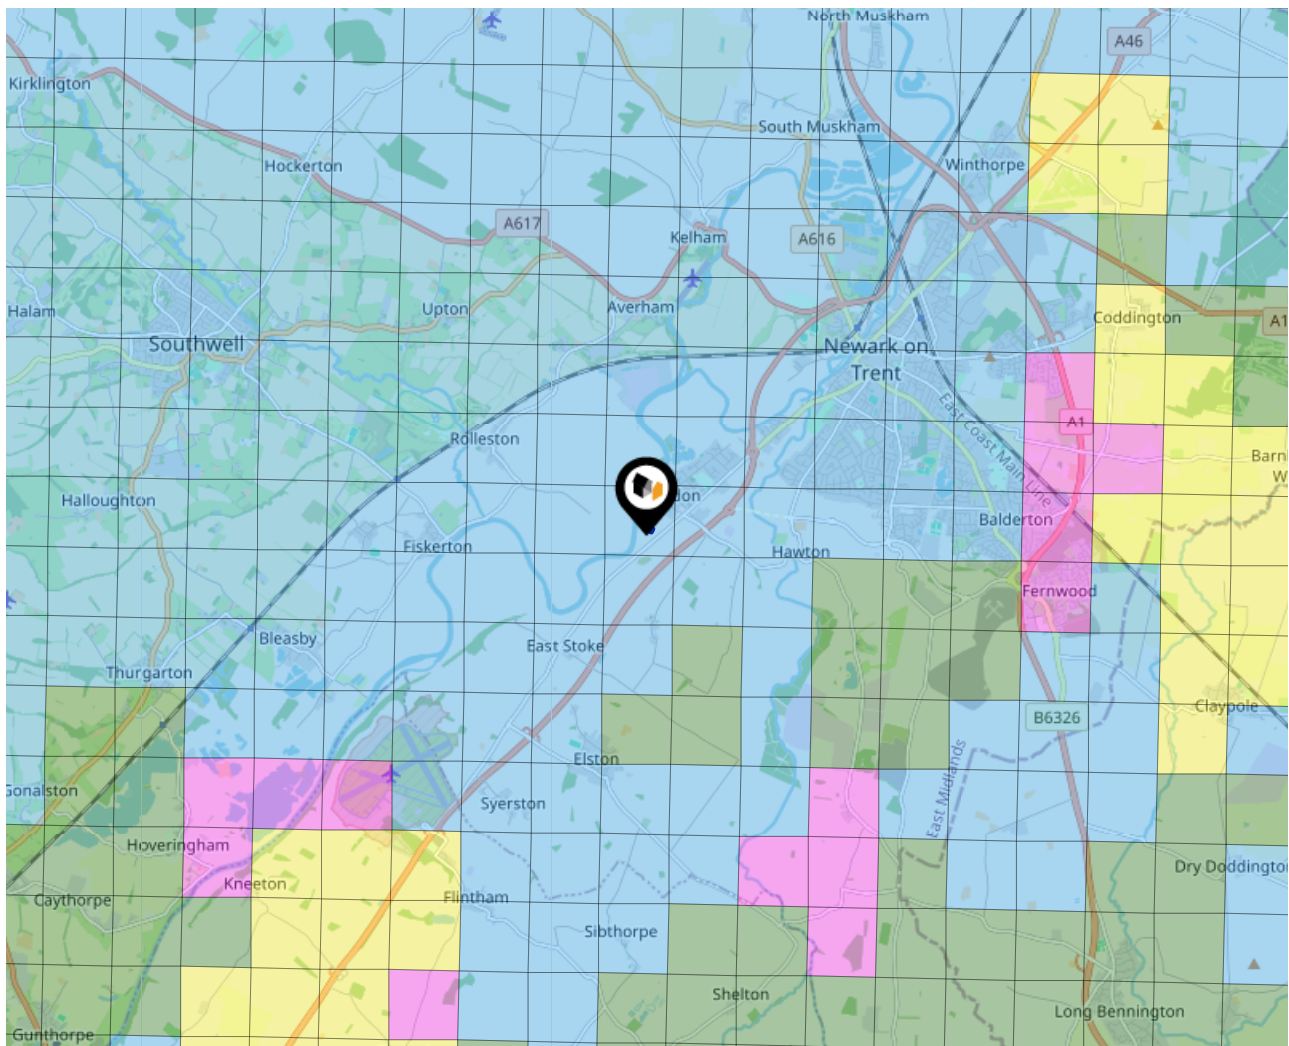 North Muskham
A46
Kirklington
South Muskham
Hockerton
Winthorpe
A617
Kelham
A616
Halam
Upton
Averham
Coddington
A1
Southwell
Newark on
Trent
East Coast Main Line
A1
Rolleston
Barn
W
Halloughton
don
Balderton
Fiskerton
Hawton
Fernwood
Bleasby
East Stoke
Thurgarton
Claypole
B6326
East Midlands
Elston
Gonalston
Syerston
Hoveringham
Dry Doddingto
Kneeton
Flintham
Caythorpe
Sibthorpe
Shelton
Long Bennington
Gunthorpe